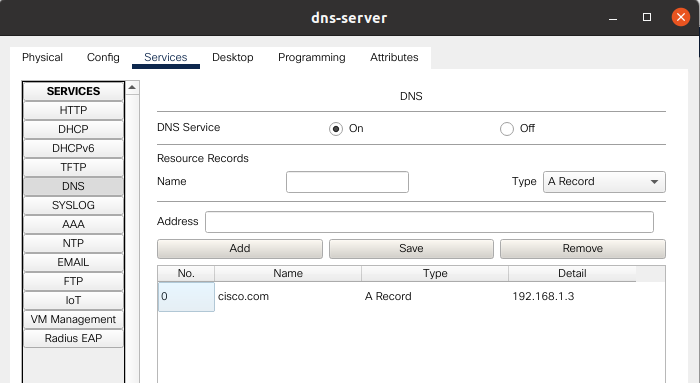 dns-server
Physical Config Services Desktop Programming Attributes
SERVICES
HTTP
DHCP
DHCPv6
TFTP
DNS
SYSLOG
AAA
NTP
EMAIL
FTP
IoT
VM Management
Radius EAP
DNS
DNS Service On Off
Resource Records
Name Type A Record
Address
Add Save Remove
No. Name Type Detail
0 cisco.com A Record 192.168.1.3